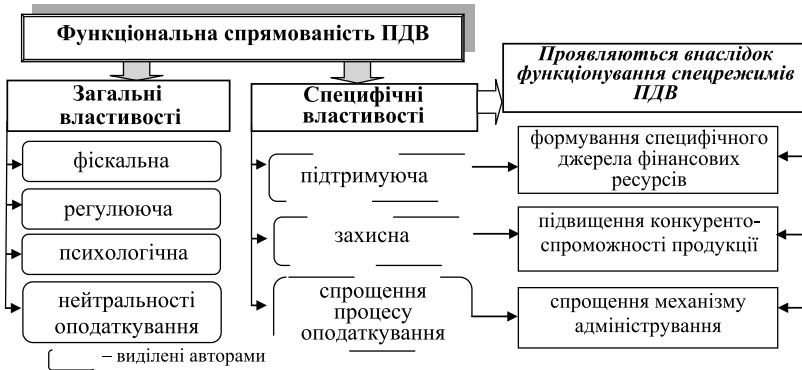 Функціональна спрямованість ПДВ
Проявляються внаслідок
функціонування спецрежимів
ПДВ
Загальні
властивості
Специфічні
властивості
фіскальна
регулююча
психологічна
нейтральності
оподаткування
підтримуюча
захисна
спрощення
процесу
оподаткування
формування специфічного
джерела фінансових
ресурсів
підвищення конкуренто-
спроможності продукції
спрощення механізму
адміністрування
– виділені авторами